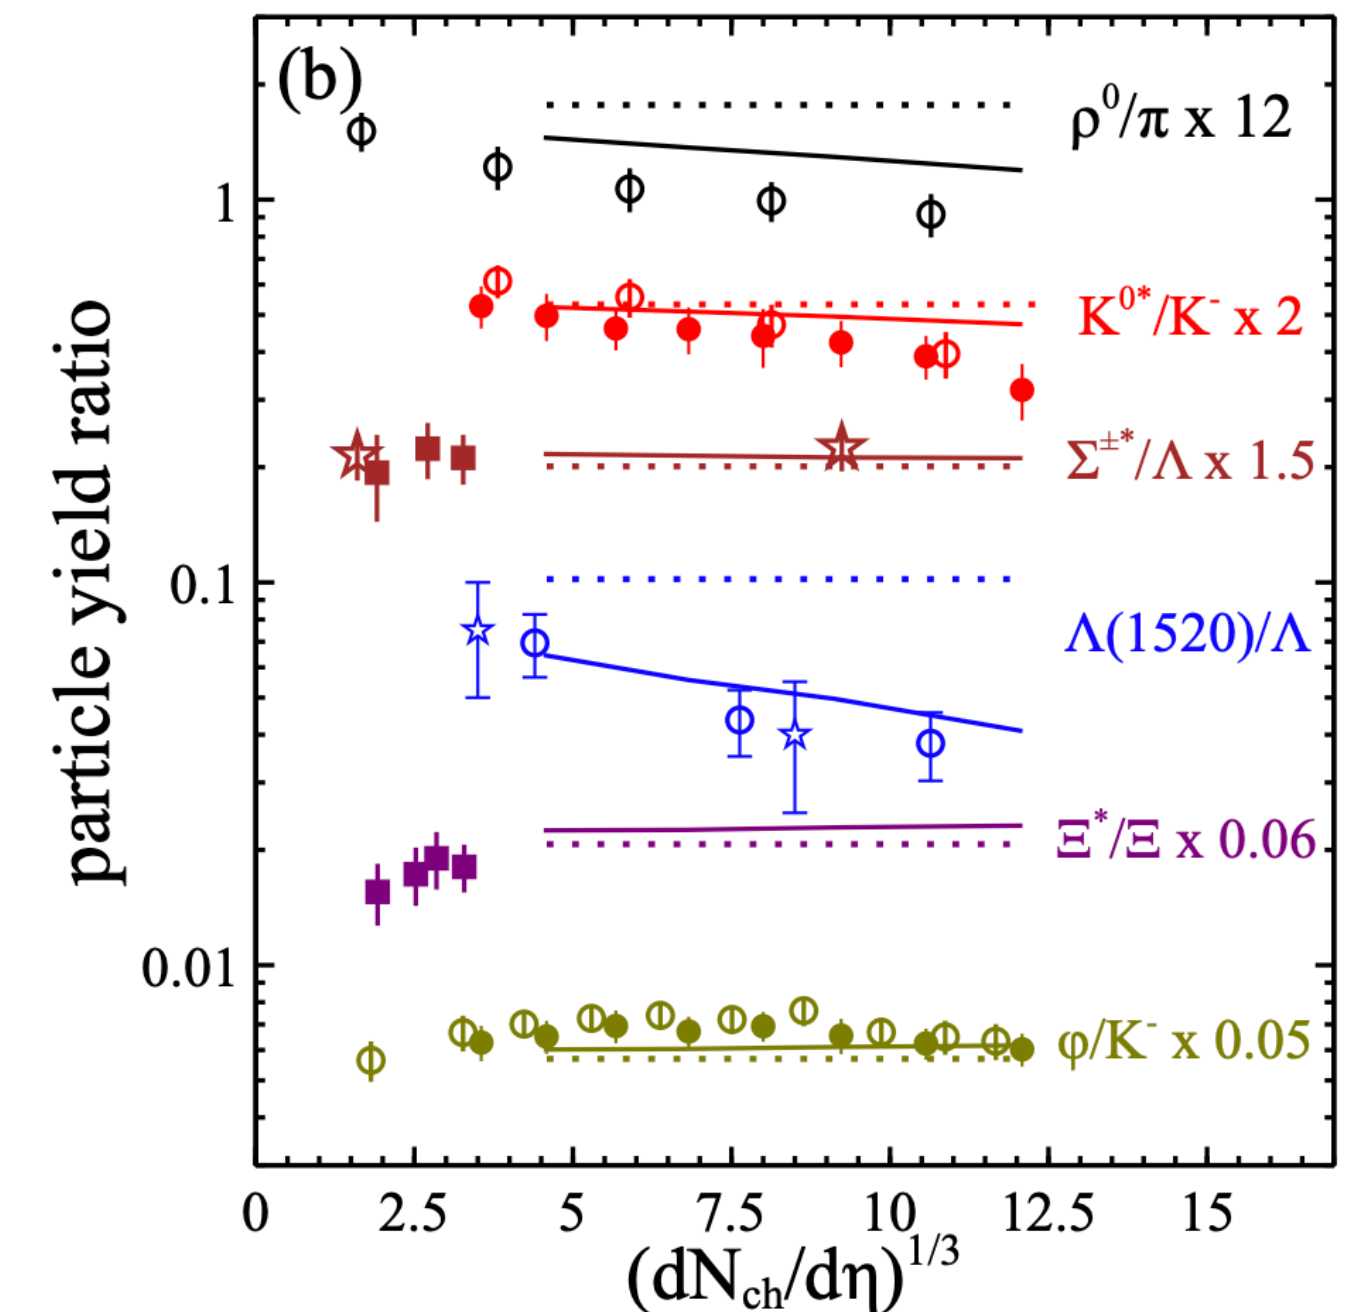 (b)
ρ⁰/π x 12
1
K⁰*/K⁻ x 2
particle yield ratio
Σ±*/Λ x 1.5
0.1
Λ(1520)/Λ
Ξ*/Ξ x 0.06
0.01
φ/K⁻ x 0.05
0 2.5 5 7.5 10 12.5 15
(dN_ch/dη)^1/3